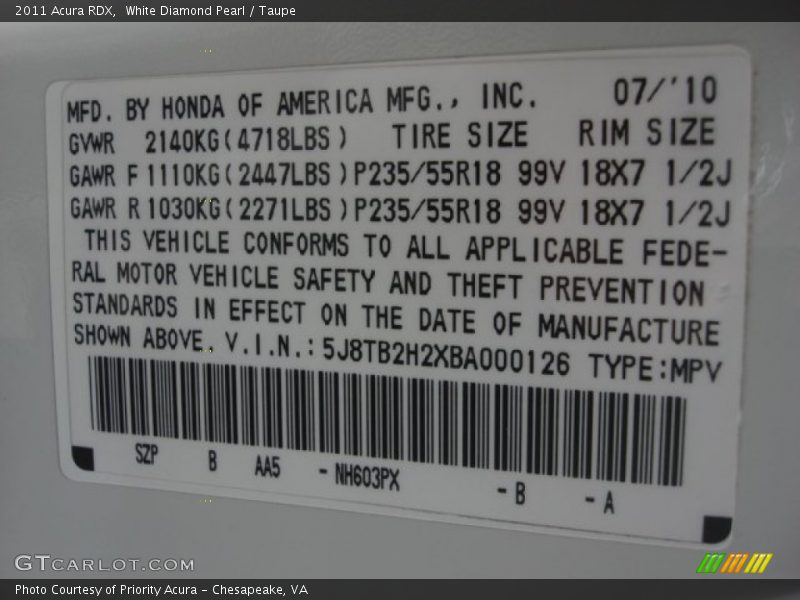 2011 Acura RDX, White Diamond Pearl / Taupe
MFD. BY HONDA OF AMERICA MFG., INC. 07/'10
GVWR 2140KG(4718LBS) TIRE SIZE RIM SIZE
GAWR F 1110KG(2447LBS)P235/55R18 99V 18X7 1/2J
GAWR R 1030KG(2271LBS)P235/55R18 99V 18X7 1/2J
THIS VEHICLE CONFORMS TO ALL APPLICABLE FEDE-
RAL MOTOR VEHICLE SAFETY AND THEFT PREVENTION
STANDARDS IN EFFECT ON THE DATE OF MANUFACTURE
SHOWN ABOVE. V.I.N.: 5J8TB2H2XBA000126 TYPE:MPV
SZP B AA5 - NH603PX - B - A
GTCARLOT.COM
Photo Courtesy of Priority Acura - Chesapeake, VA